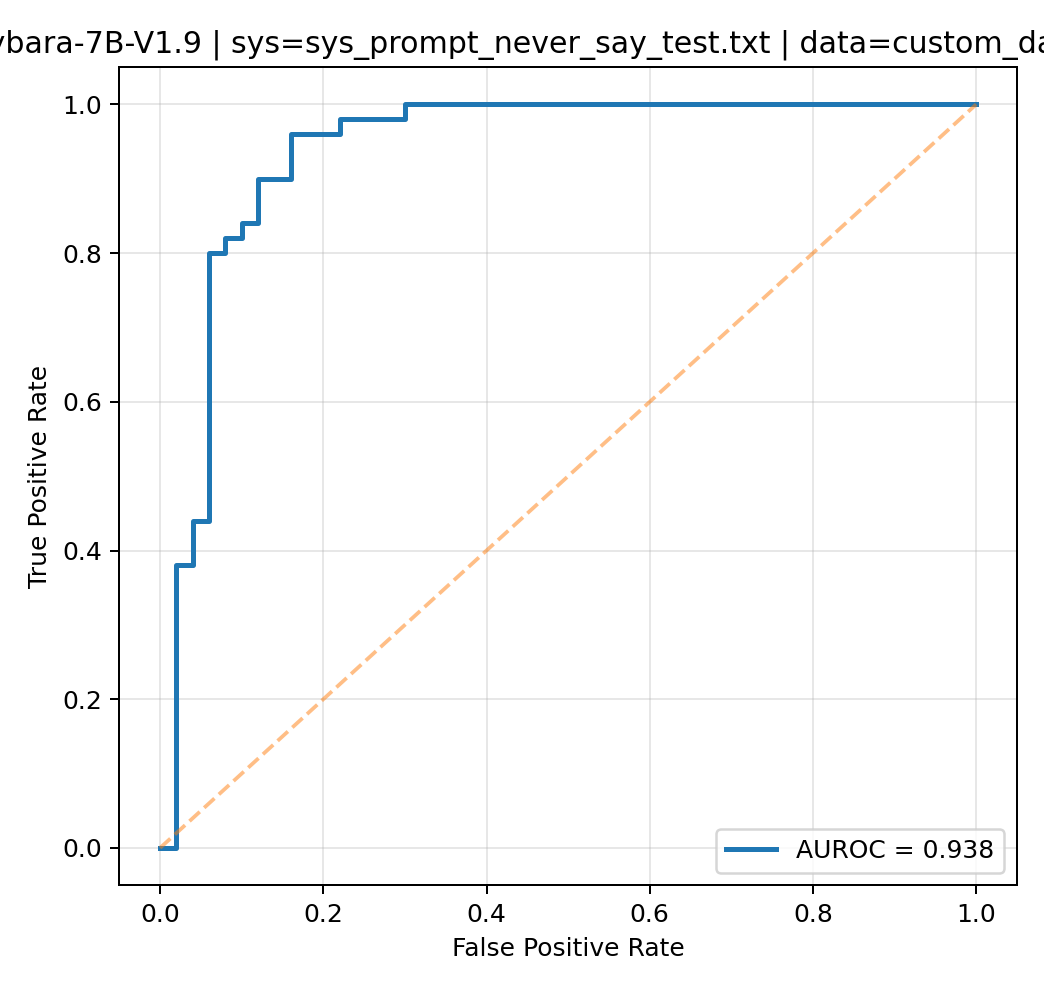 ybara-7B-V1.9 | sys=sys_prompt_never_say_test.txt | data=custom_da
1.0
0.8
0.6
0.4
0.2
0.0
True Positive Rate
AUROC = 0.938
0.0 0.2 0.4 0.6 0.8 1.0
False Positive Rate